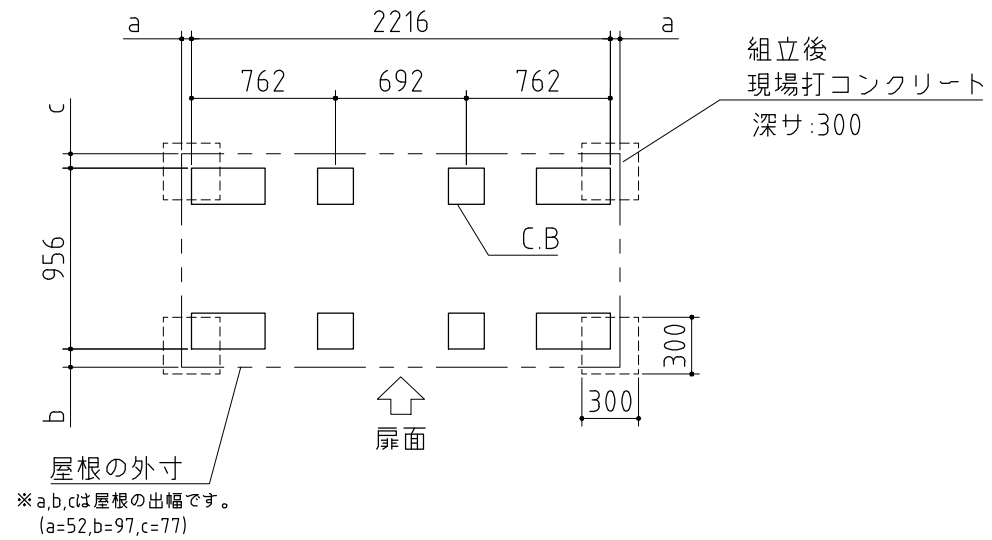 a
2216
a
762
692
762
組立後
現場打コンクリート
深サ:300
c
956
b
C.B
300
300
扉面
屋根の外寸
※a,b,cは屋根の出幅です。
(a=52,b=97,c=77)